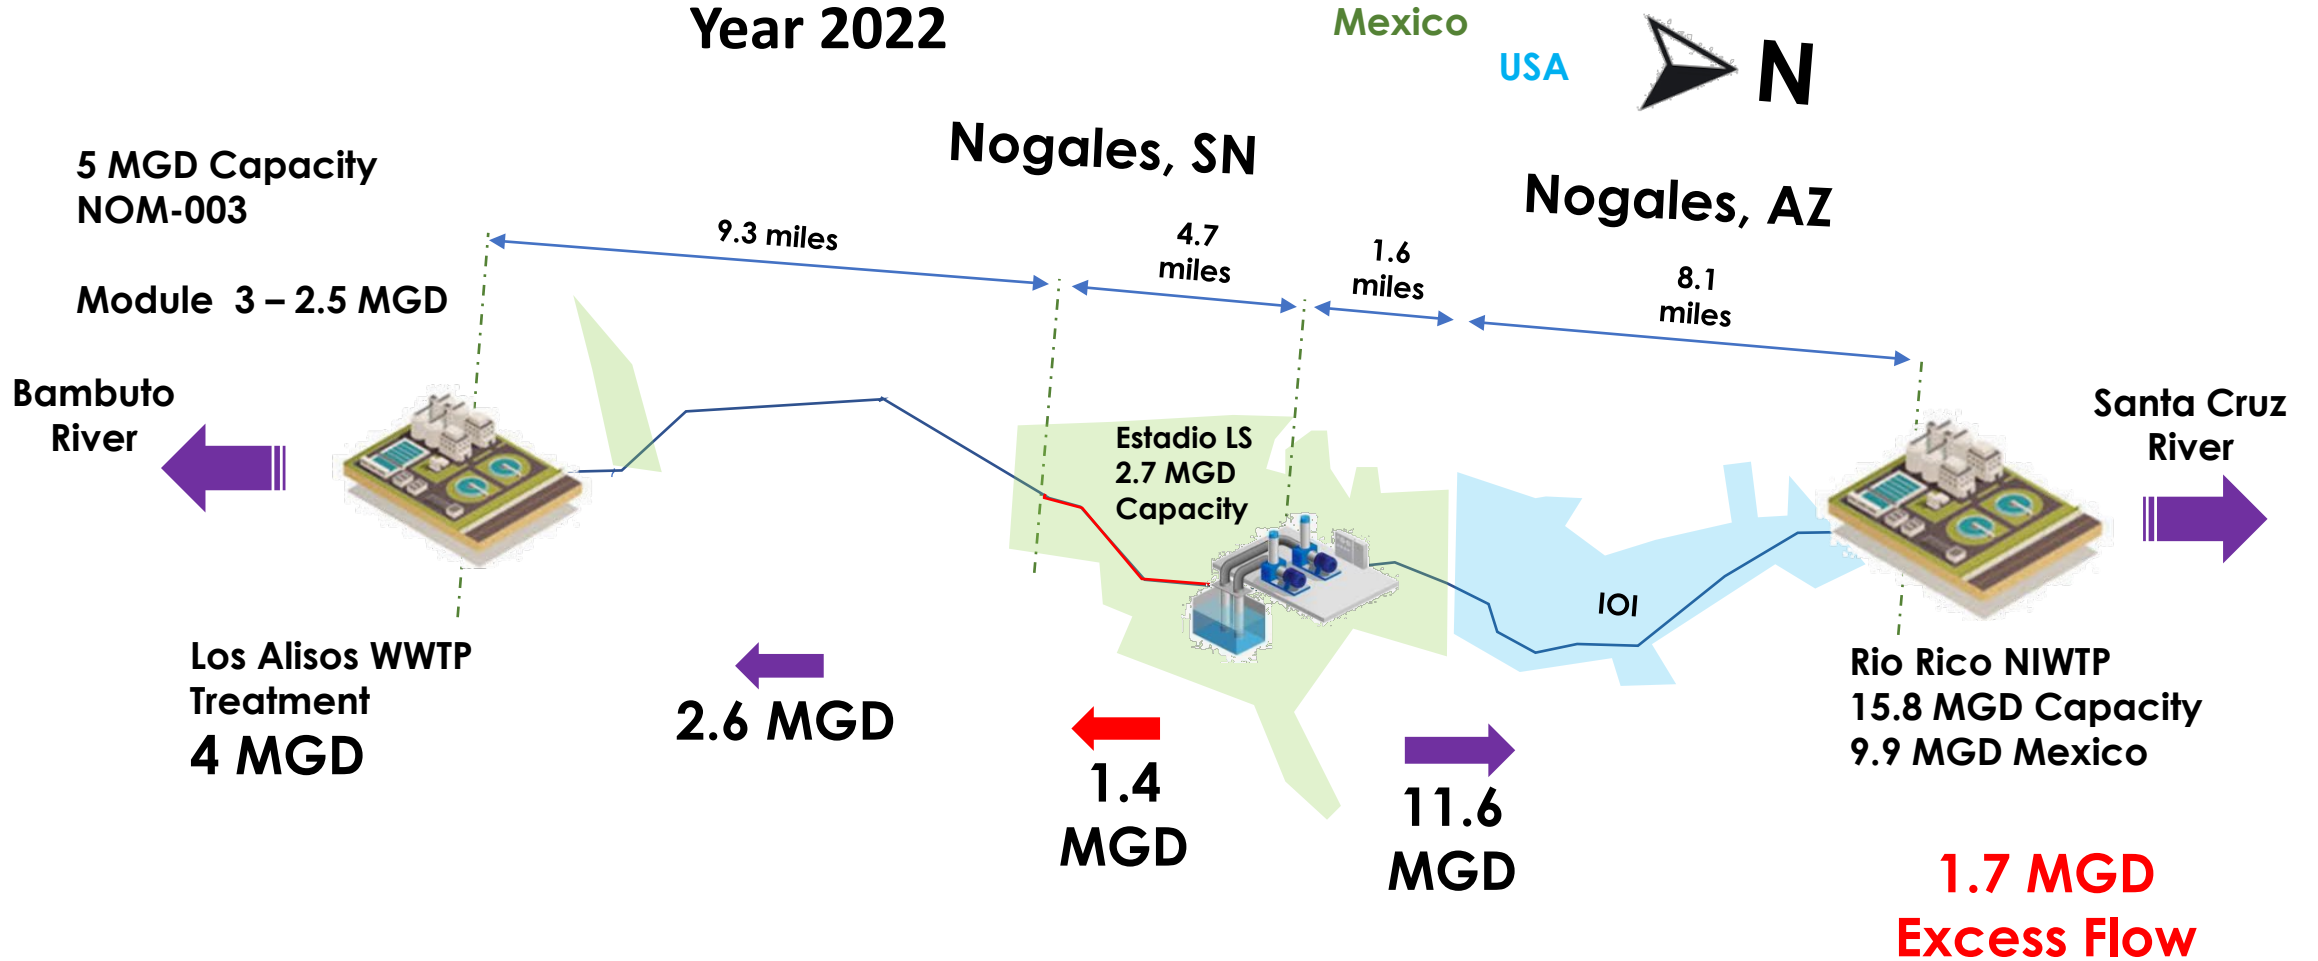 Year 2022
Mexico
USA
N
Nogales, SN
Nogales, AZ
5 MGD Capacity
NOM-003
Module 3 – 2.5 MGD
9.3 miles
4.7
miles
1.6
miles
8.1
miles
Bambuto
River
Estadio LS
2.7 MGD
Capacity
Santa Cruz
River
IOI
Los Alisos WWTP
Treatment
4 MGD
2.6 MGD
1.4
MGD
11.6
MGD
Rio Rico NIWTP
15.8 MGD Capacity
9.9 MGD Mexico
1.7 MGD
Excess Flow